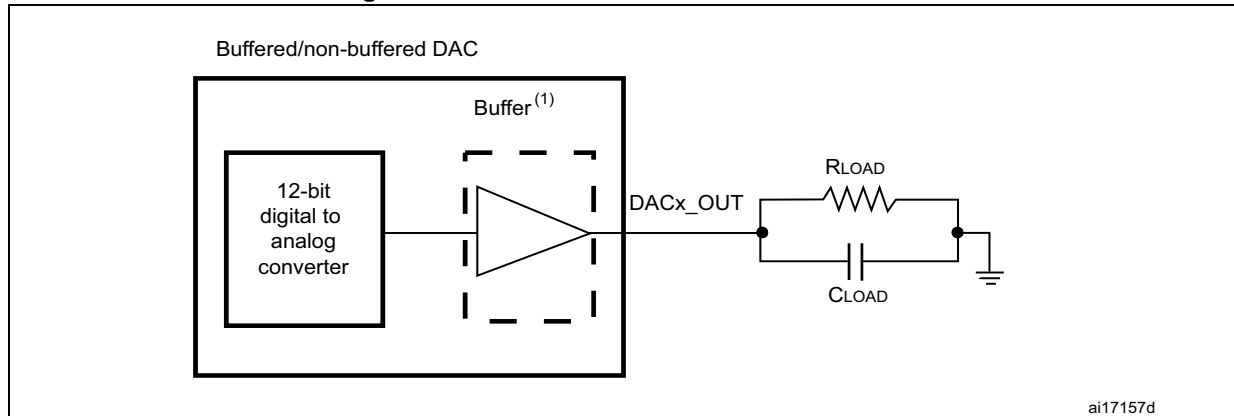 Buffered/non-buffered DAC
Buffer (1)
12-bit
digital to
analog
converter
DACx_OUT
RLOAD
CLOAD
ai17157d